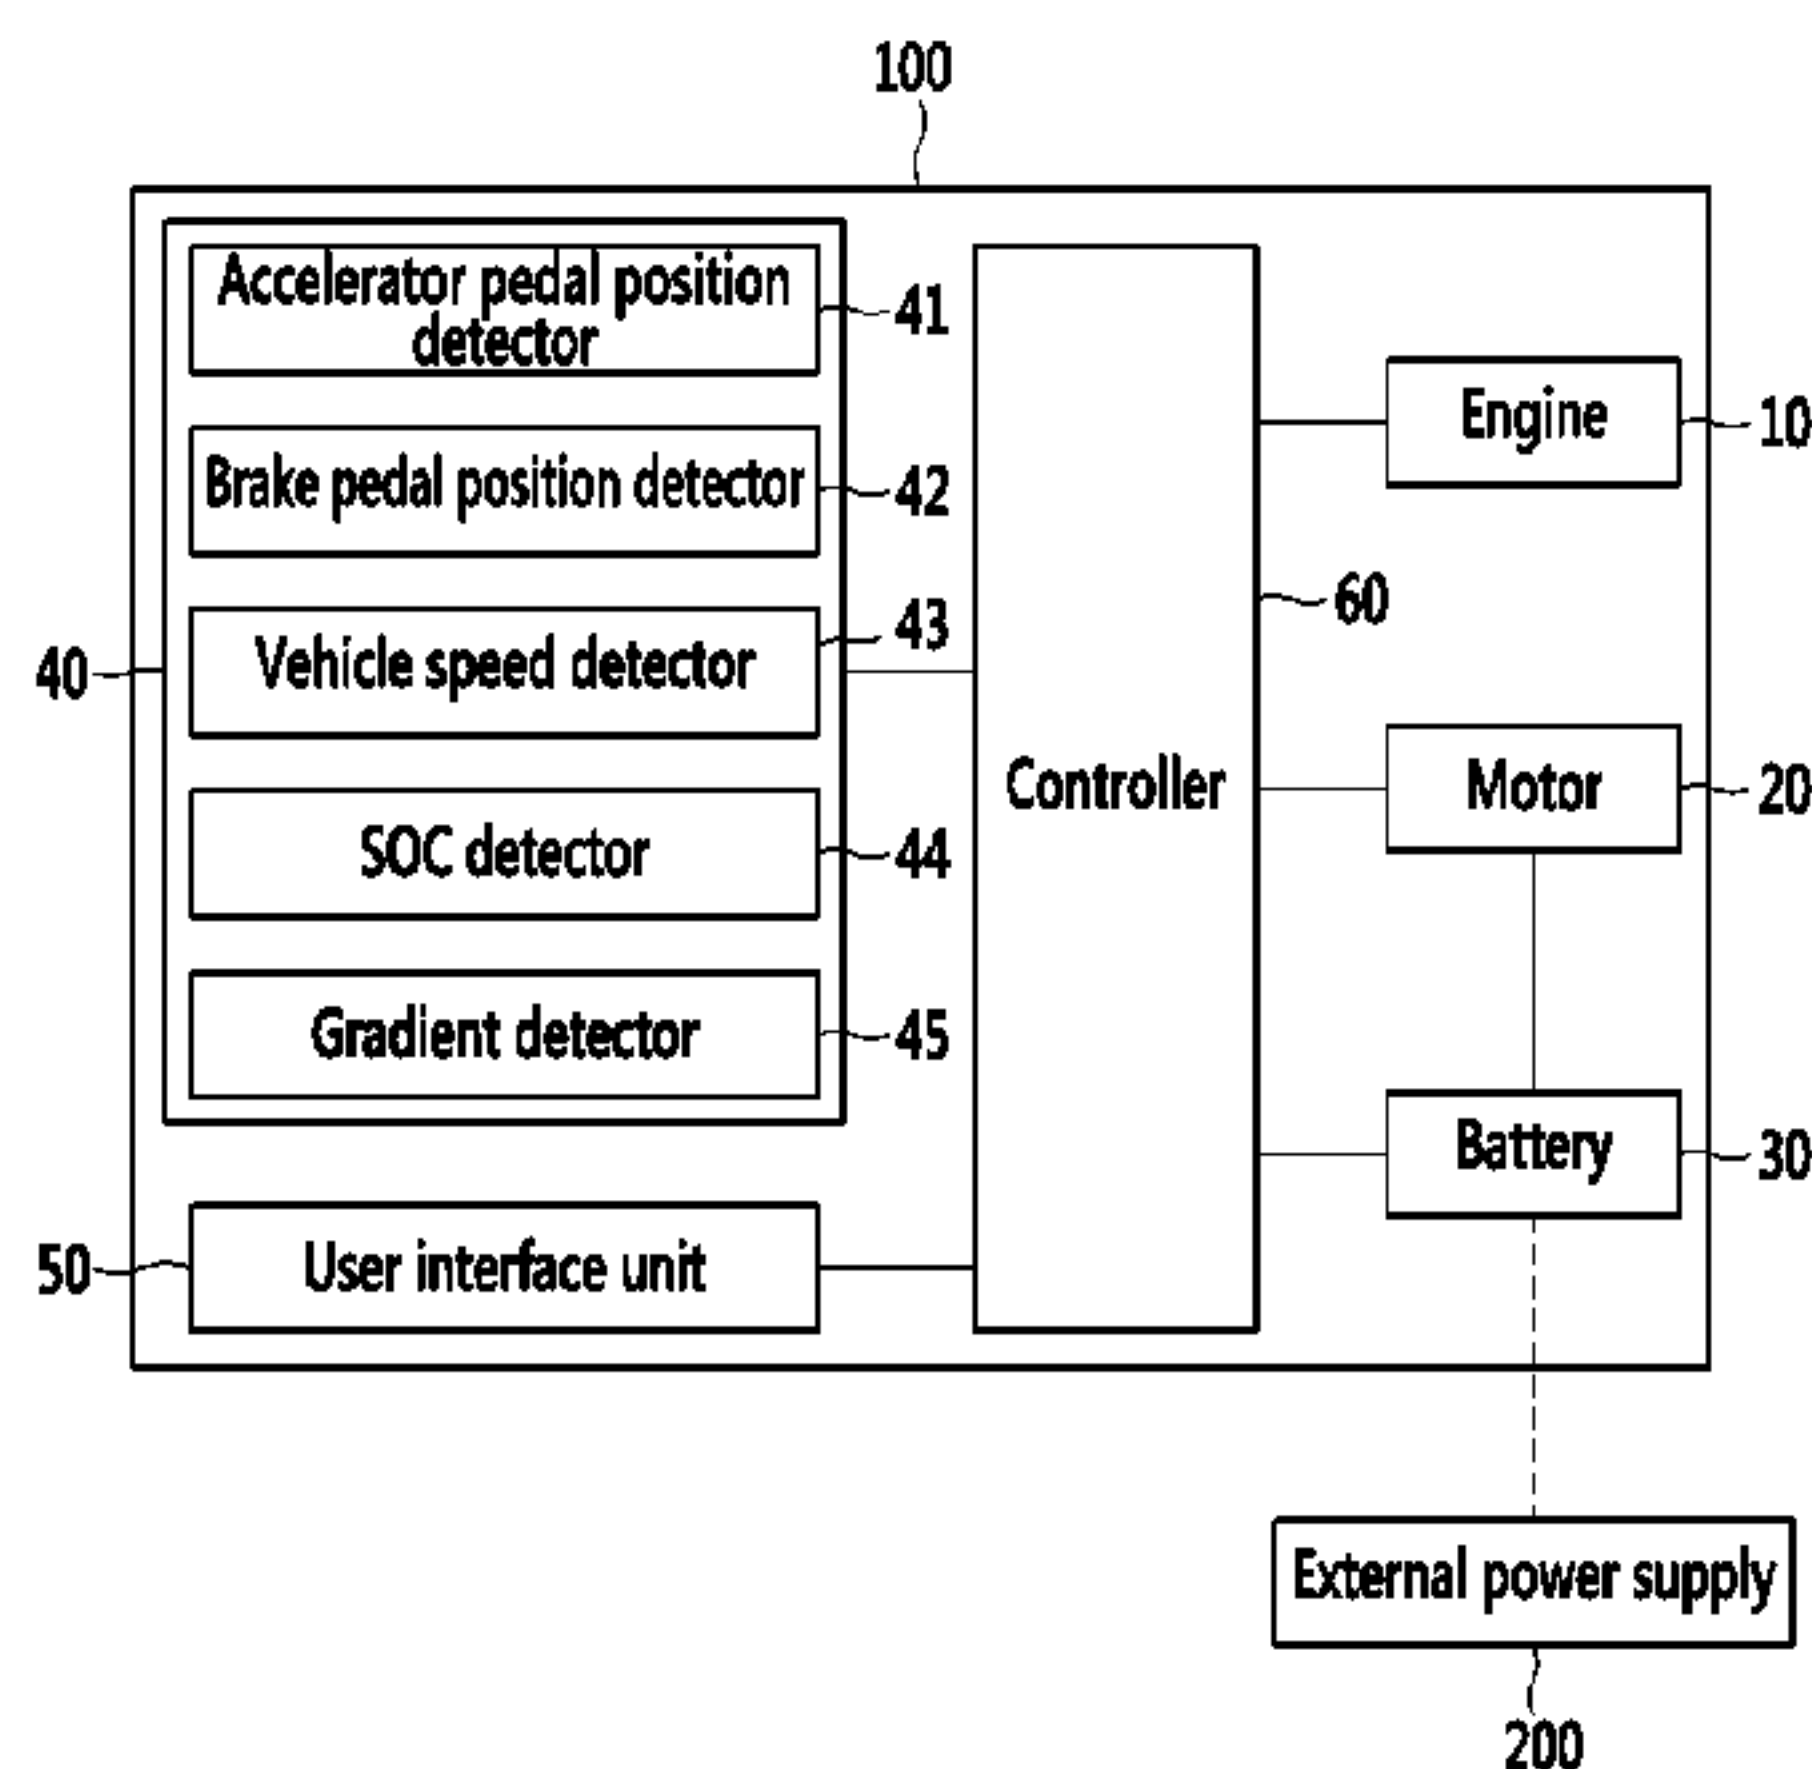 100
Accelerator pedal position
detector
41
Brake pedal position detector
42
Vehicle speed detector
43
SOC detector
44
Gradient detector
45
40
User interface unit
50
Controller
60
Engine
10
Motor
20
Battery
30
External power supply
200